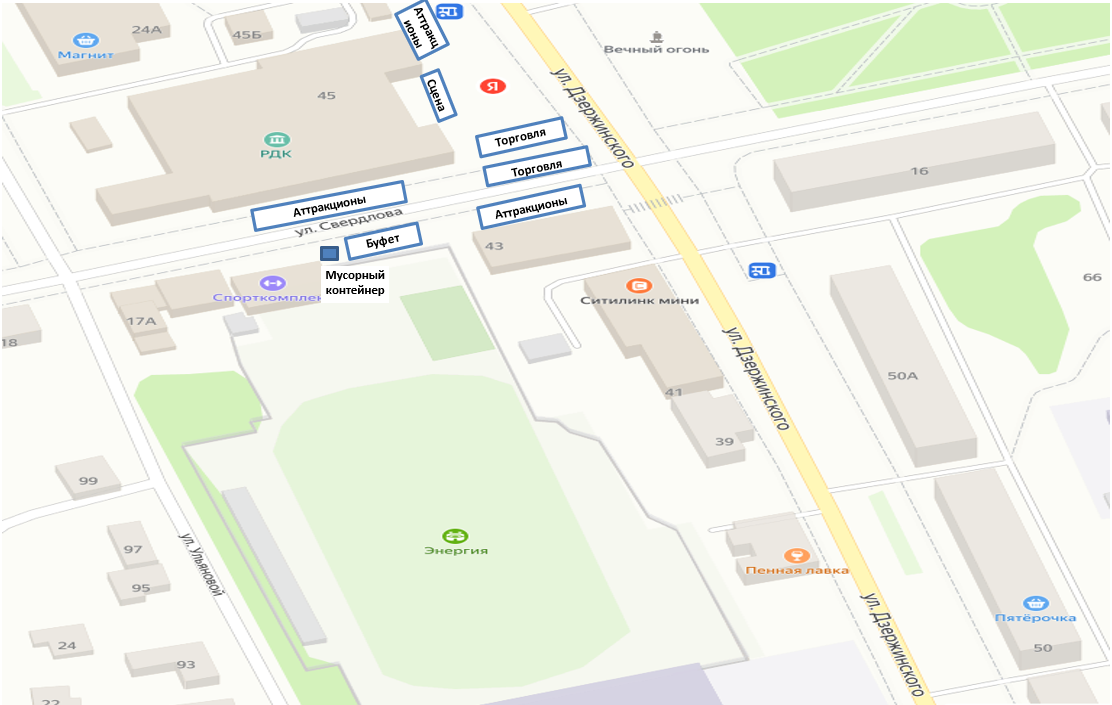 Аттракц
ионы
24А
45Б
Магнит
Вечный огонь
ул. Дзержинского
Сцена
Я
45
РДК
Торговля
Торговля
16
Аттракционы
Аттракционы
ул. Свердлова
Буфет
43
Мусорный
контейнер
Спорткомплек
Ситилинк мини
66
17А
18
ул. Дзержинского
50А
41
39
99
ул. Ульяновой
97
Энергия
95
Пенная лавка
ул. Дзержинского
Пятёрочка
24
93
50
22